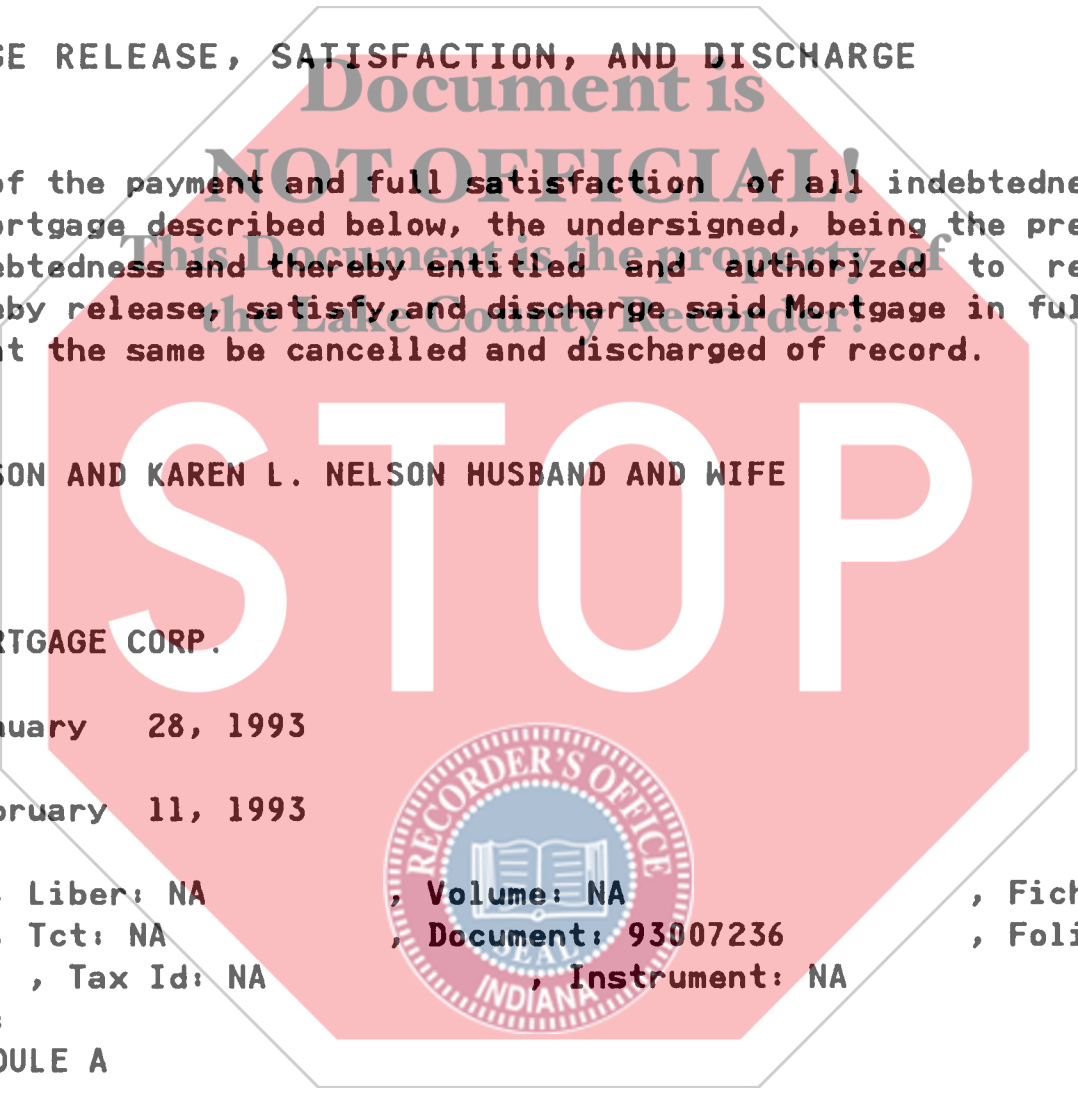 GE RELEASE, SATISFACTION, AND DISCHARGE
Document is
NOT OFFICIAL!
of the payment and full satisfaction of all indebtedne
ortgage described below, the undersigned, being the pre
This Document is the property of
ebtedness and thereby entitled and authorized to re
the Lake County Recorder!
eby release, satisfy,and discharge said Mortgage in ful
at the same be cancelled and discharged of record.
STOP
SON AND KAREN L. NELSON HUSBAND AND WIFE
RTGAGE CORP.
nuary 28, 1993
bruary 11, 1993
RECORDER'S OFFICE
SEAL
INDIANA
: Liber: NA , Volume: NA , Fich
: Tct: NA , Document: 93007236 , Foli
, Tax Id: NA , Instrument: NA
:
DULE A